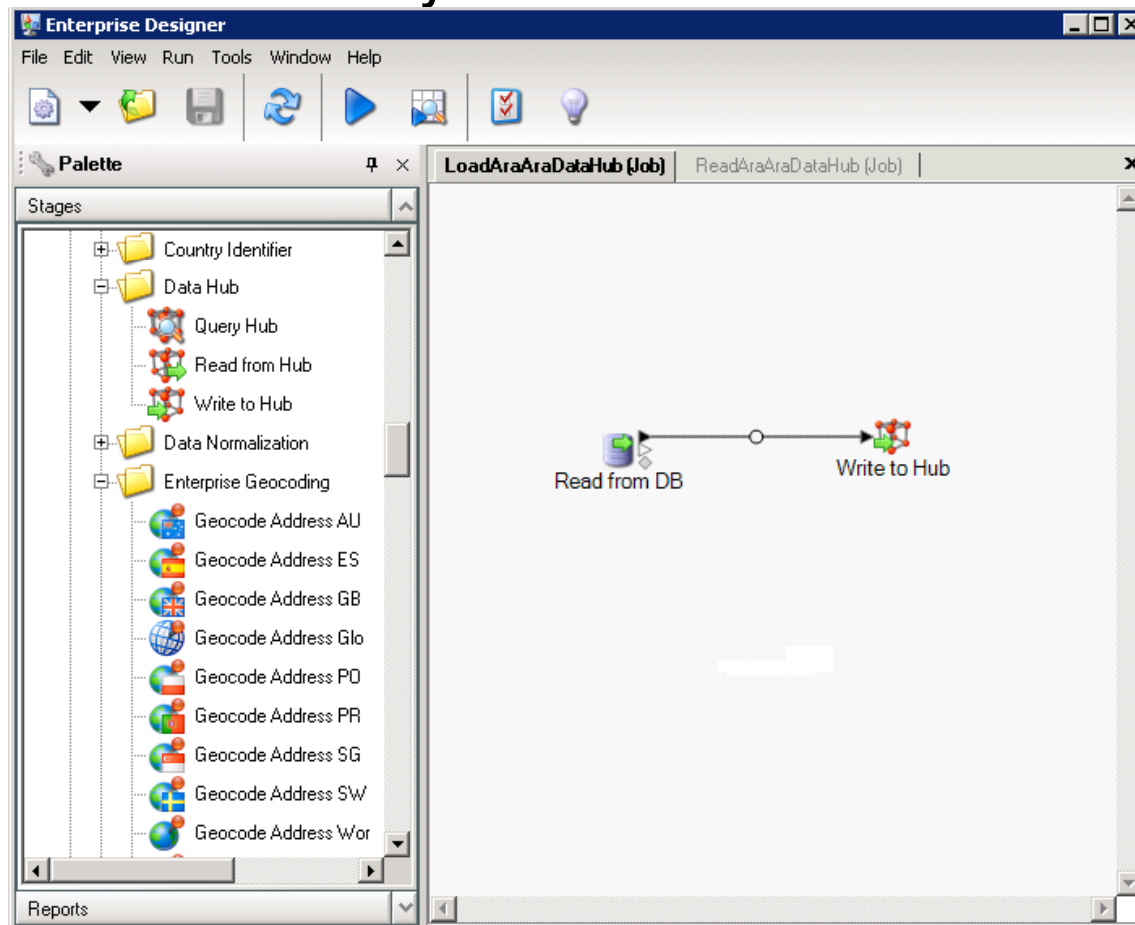 Enterprise Designer
File Edit View Run Tools Window Help
Palette
LoadAraAraDataHub (Job) ReadAraAraDataHub (Job)
Stages
Country Identifier
Data Hub
Query Hub
Read from Hub
Write to Hub
Data Normalization
Enterprise Geocoding
Geocode Address AU
Geocode Address ES
Geocode Address GB
Geocode Address Glo
Geocode Address PO
Geocode Address PR
Geocode Address SG
Geocode Address SW
Geocode Address Wor
Reports
Read from DB
Write to Hub